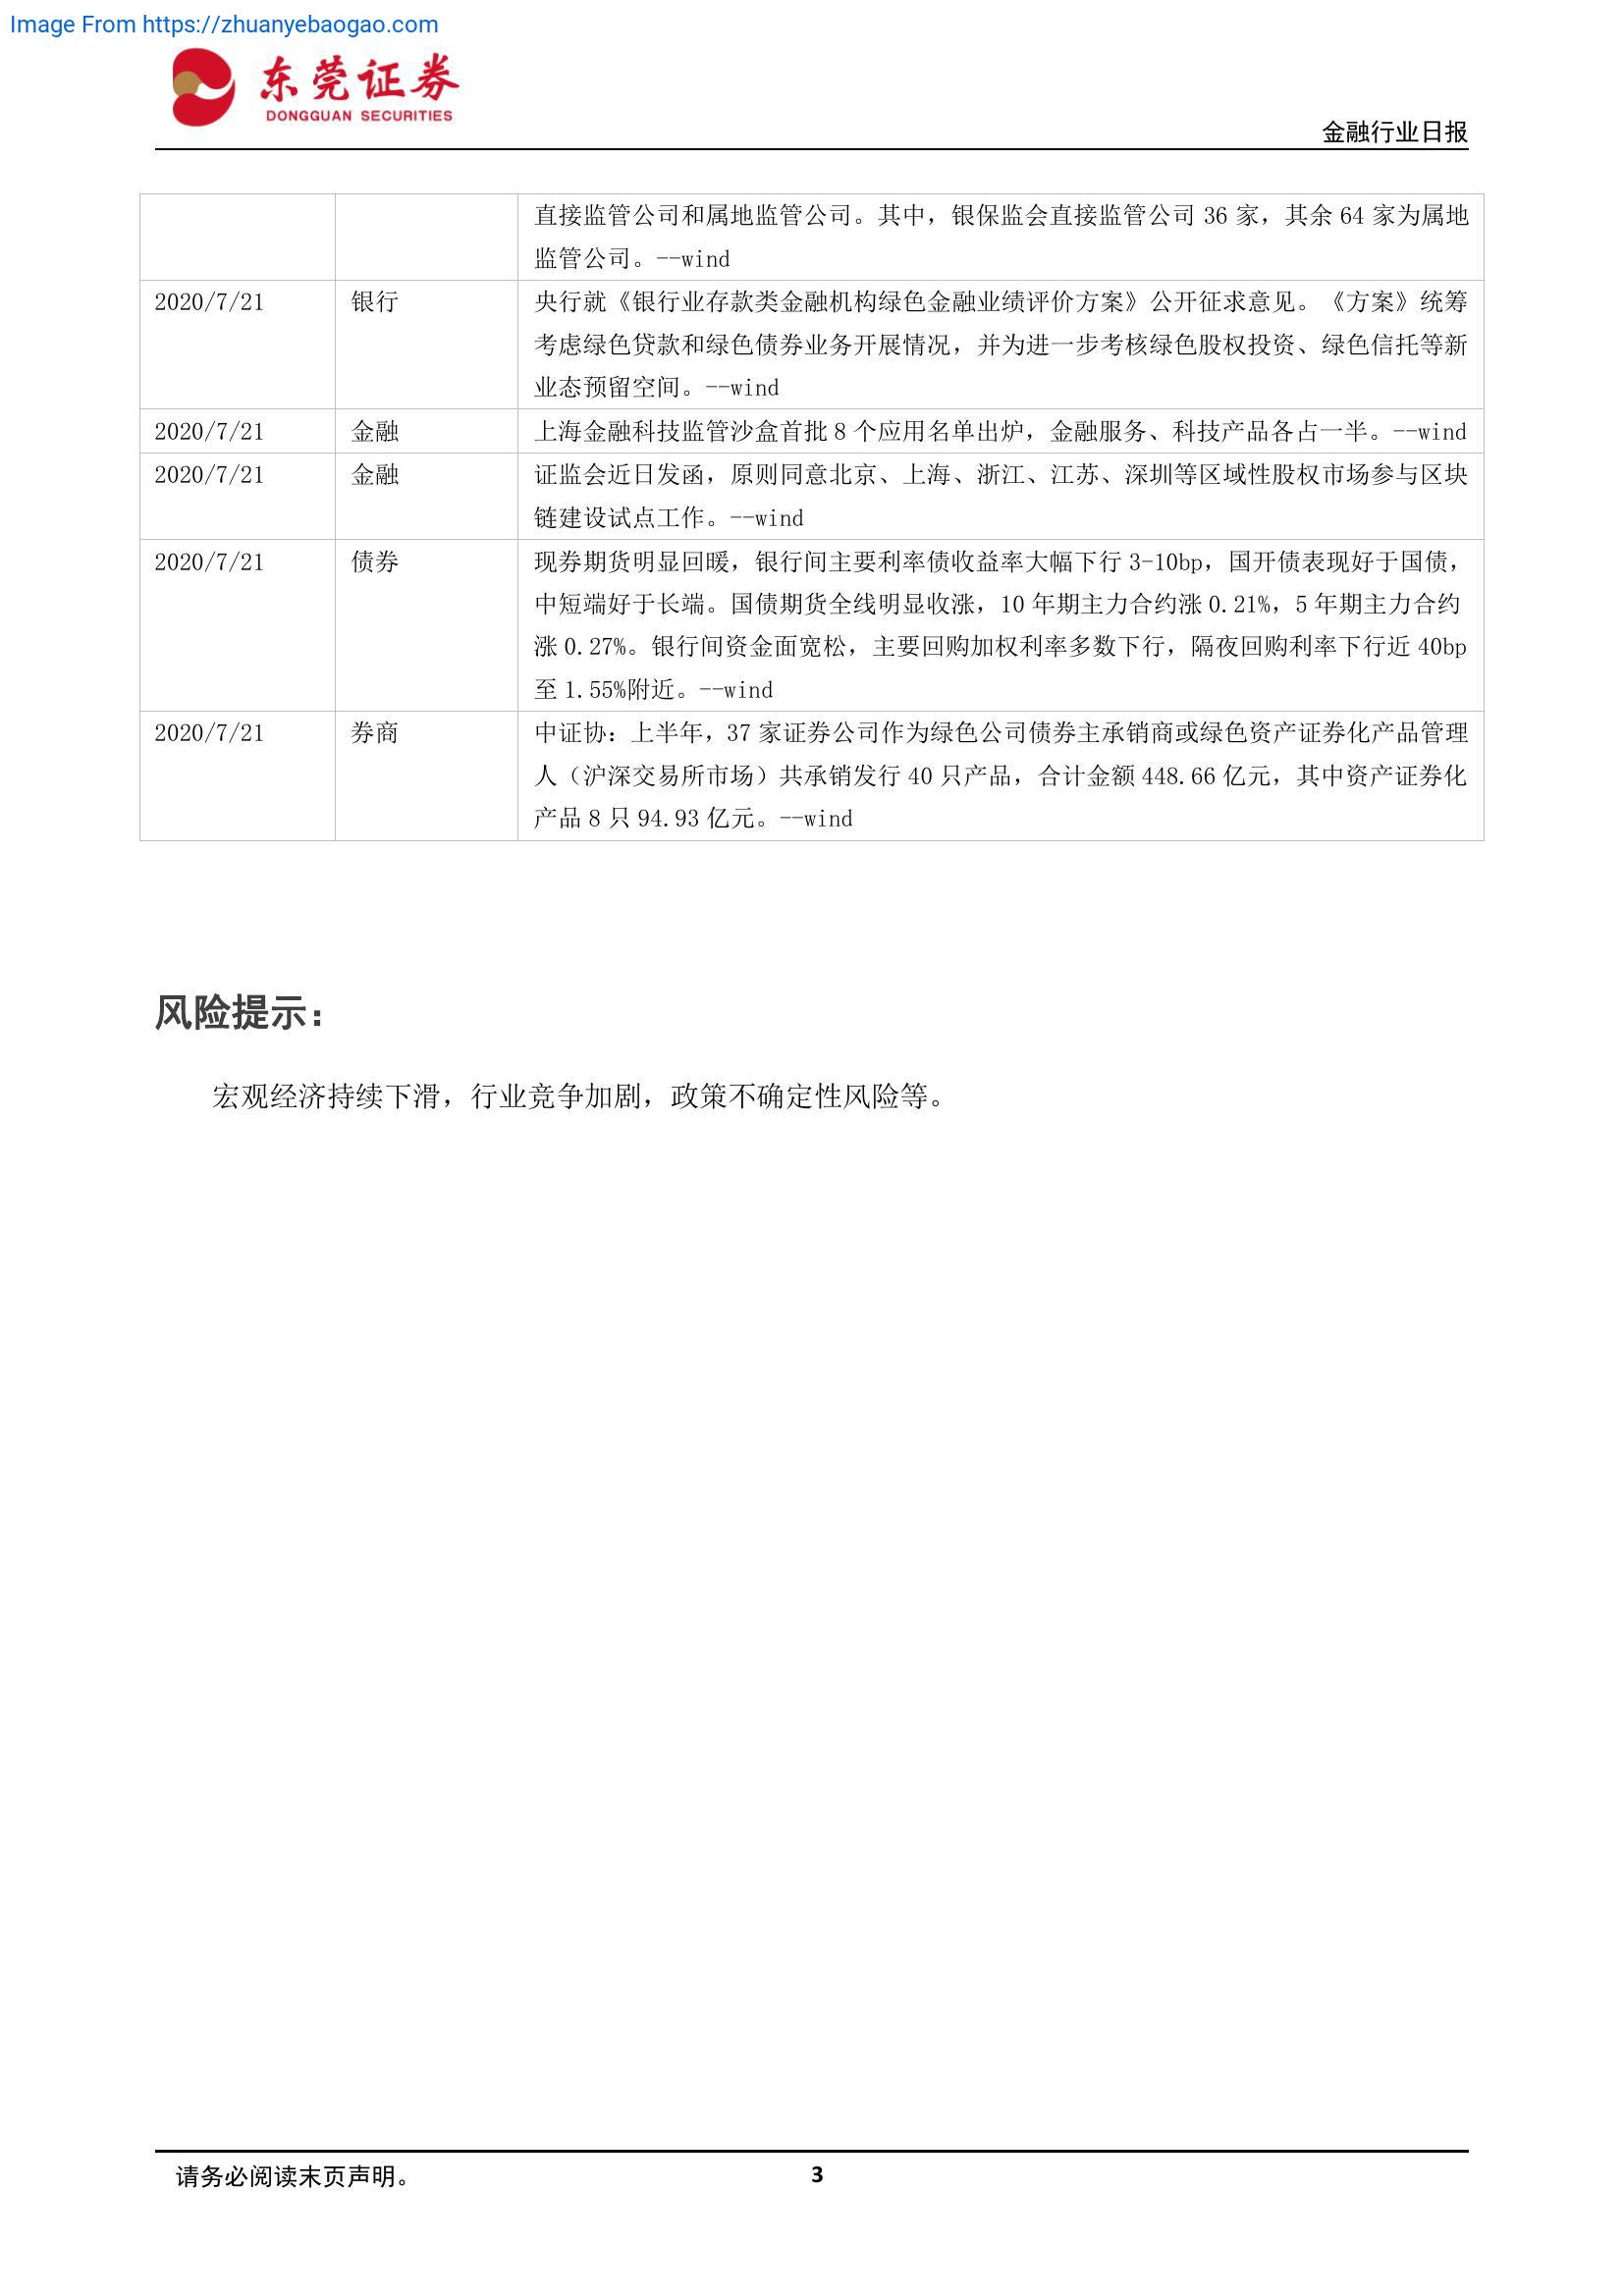 Image From https://zhuanyebaogao.com
东莞证券
DONGGUAN SECURITIES
金融行业日报
直接监管公司和属地监管公司。其中，银保监会直接监管公司 36 家，其余 64 家为属地
监管公司。--wind
2020/7/21 银行 央行就《银行业存款类金融机构绿色金融业绩评价方案》公开征求意见。《方案》统筹
考虑绿色贷款和绿色债券业务开展情况，并为进一步考核绿色股权投资、绿色信托等新
业态预留空间。--wind
2020/7/21 金融 上海金融科技监管沙盒首批 8 个应用名单出炉，金融服务、科技产品各占一半。--wind
2020/7/21 金融 证监会近日发函，原则同意北京、上海、浙江、江苏、深圳等区域性股权市场参与区块
链建设试点工作。--wind
2020/7/21 债券 现券期货明显回暖，银行间主要利率债收益率大幅下行 3-10bp，国开债表现好于国债，
中短端好于长端。国债期货全线明显收涨，10 年期主力合约涨 0.21%，5 年期主力合约
涨 0.27%。银行间资金面宽松，主要回购加权利率多数下行，隔夜回购利率下行近 40bp
至 1.55%附近。--wind
2020/7/21 券商 中证协：上半年，37 家证券公司作为绿色公司债券主承销商或绿色资产证券化产品管理
人（沪深交易所市场）共承销发行 40 只产品，合计金额 448.66 亿元，其中资产证券化
产品 8 只 94.93 亿元。--wind
风险提示：
宏观经济持续下滑，行业竞争加剧，政策不确定性风险等。
请务必阅读末页声明。
3